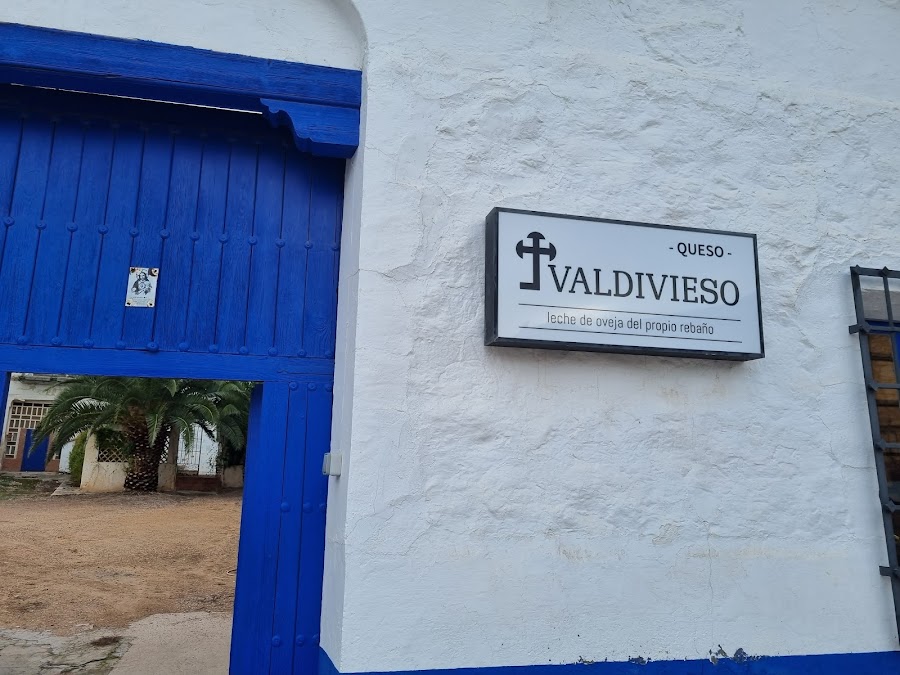 - QUESO -
VALDIVIESO
leche de oveja del propio rebaño